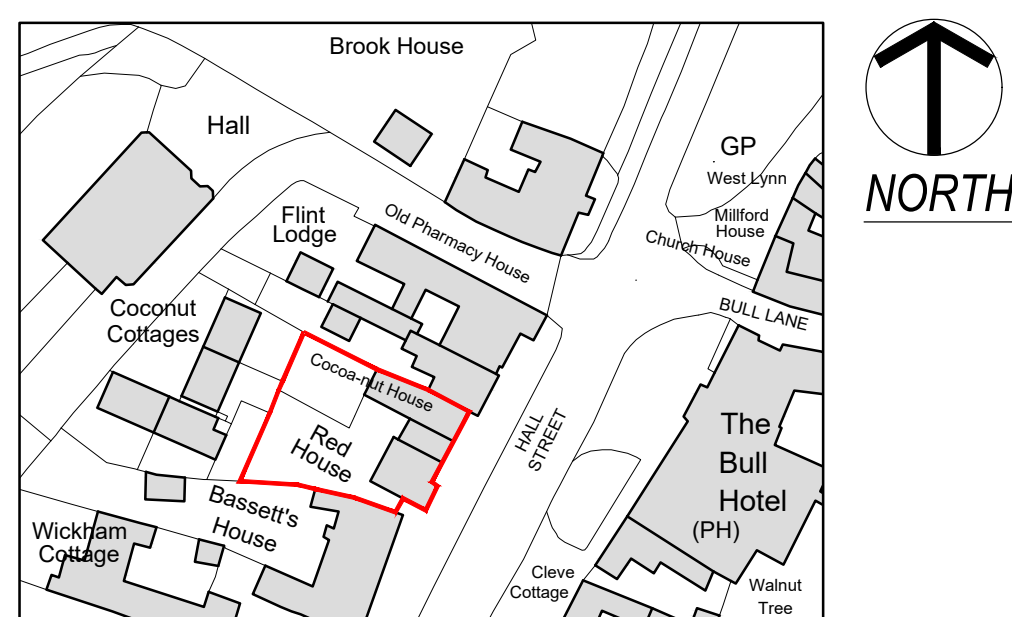 Brook House
Hall
GP
West Lynn
Millford
House
Church House
NORTH
Flint
Lodge
Old Pharmacy House
BULL LANE
Coconut
Cottages
Cocoa-nut House
Red
House
HALL
STREET
The
Bull
Hotel
(PH)
Bassett's
House
Wickham
Cottage
Cleve
Cottage
Walnut
Tree